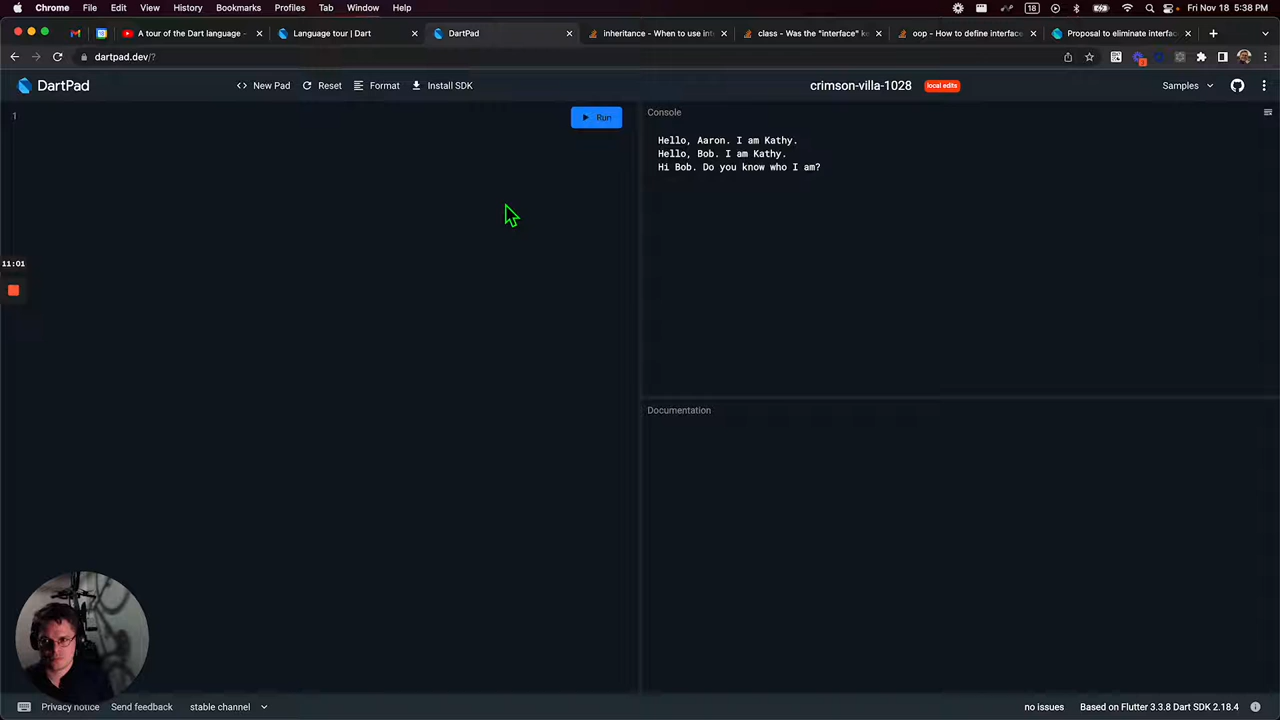 Chrome File Edit View History Bookmarks Profiles Tab Window Help
18
Fri Nov 18 5:38 PM
A tour of the Dart language -
Language tour | Dart
DartPad
inheritance - When to use int
class - Was the "interface" ke
oop - How to define interface
Proposal to eliminate interfac
dartpad.dev/?
DartPad
New Pad
Reset
Format
Install SDK
crimson-villa-1028
local edits
Samples
1
Run
Console
Hello, Aaron. I am Kathy.
Hello, Bob. I am Kathy.
Hi Bob. Do you know who I am?
11:01
Documentation
Privacy notice
Send feedback
stable channel
no issues
Based on Flutter 3.3.8 Dart SDK 2.18.4